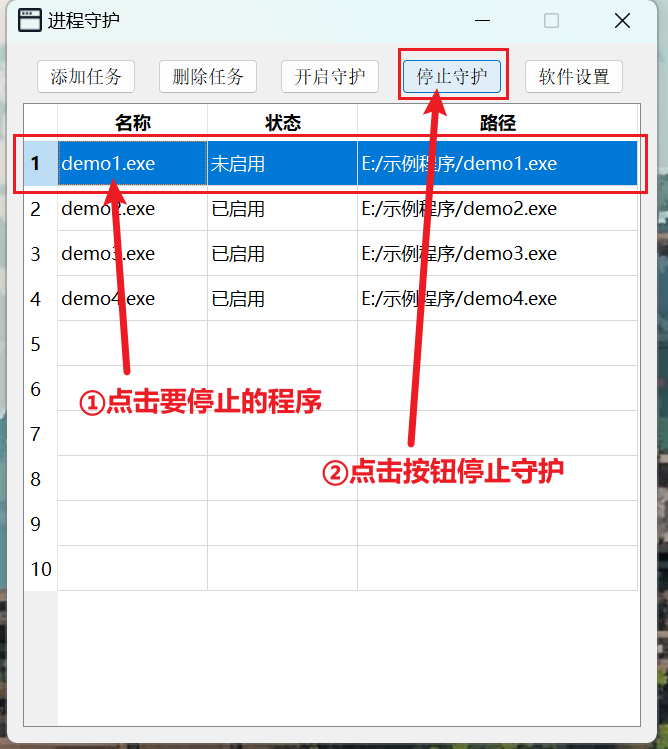 进程守护
添加任务 删除任务 开启守护 停止守护 软件设置
名称 状态 路径
1 demo1.exe 未启用 E:/示例程序/demo1.exe
2 demo2.exe 已启用 E:/示例程序/demo2.exe
3 demo3.exe 已启用 E:/示例程序/demo3.exe
4 demo4.exe 已启用 E:/示例程序/demo4.exe
5
6
①点击要停止的程序
7
8
②点击按钮停止守护
9
10